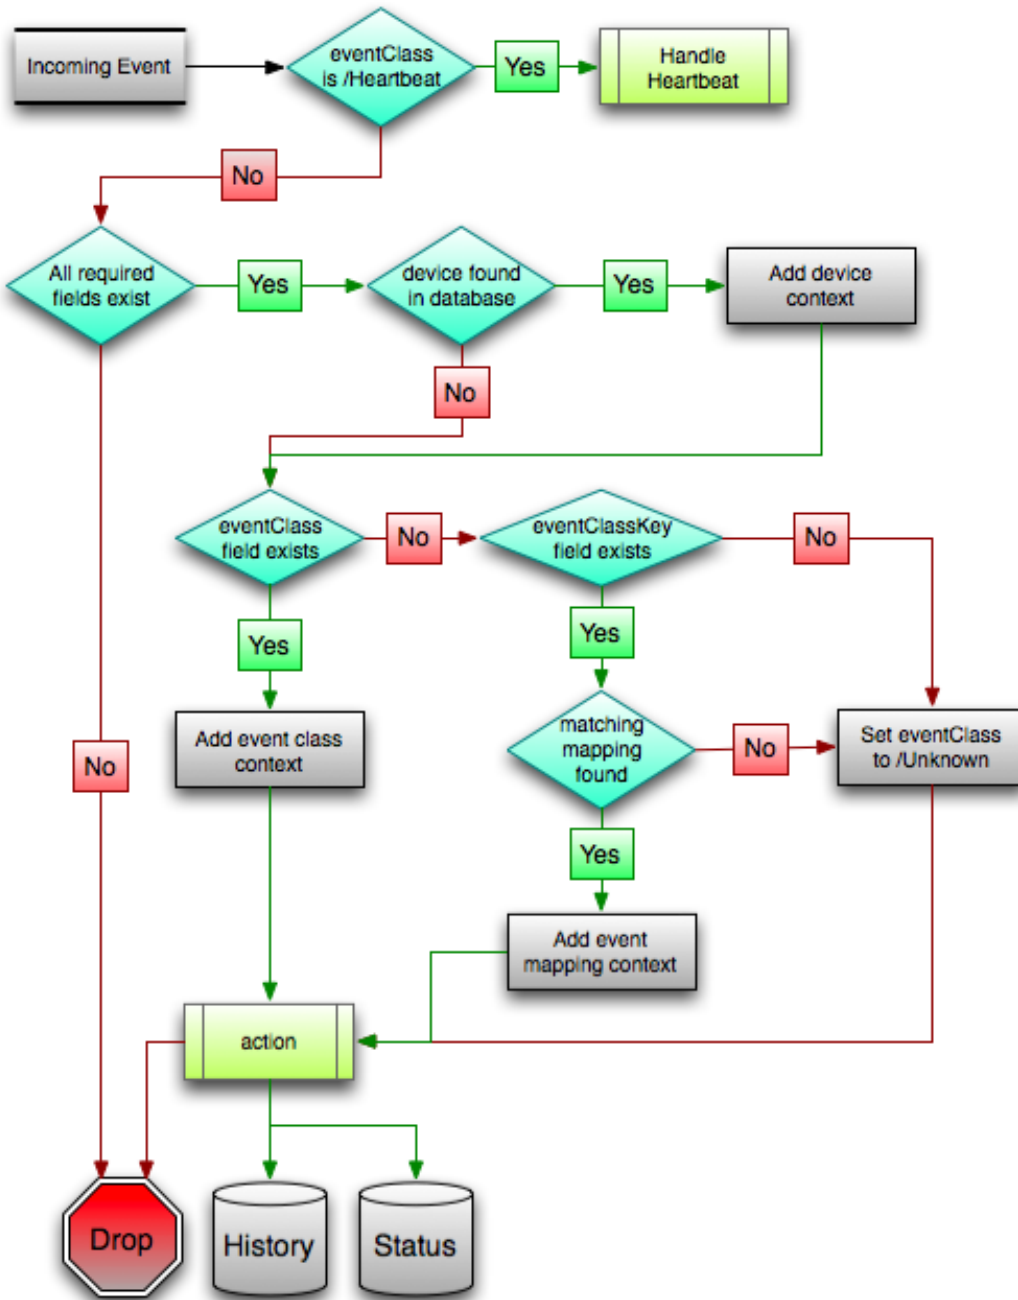 Incoming Event
eventClass
is /Heartbeat
Yes
Handle
Heartbeat
No
All required
fields exist
Yes
device found
in database
Yes
Add device
context
No
eventClass
field exists
No
eventClassKey
field exists
No
Yes
Yes
Add event class
context
matching
mapping
found
No
Set eventClass
to /Unknown
No
Yes
Add event
mapping context
action
Drop
History
Status